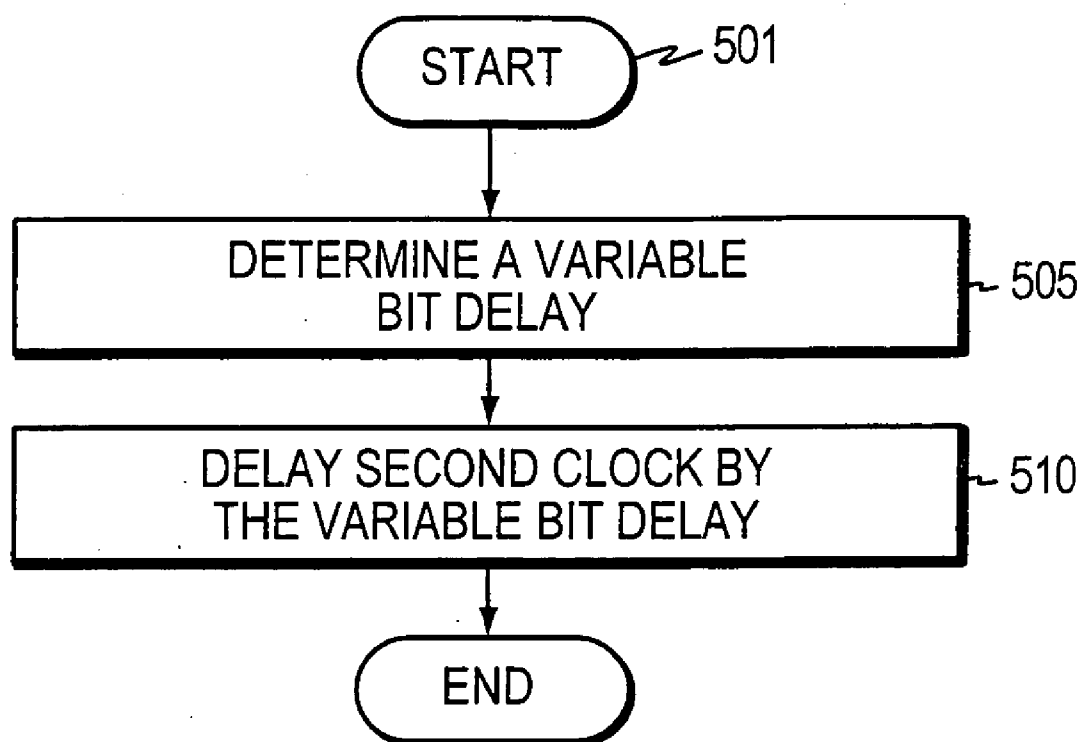 START
501
DETERMINE A VARIABLE
BIT DELAY
505
DELAY SECOND CLOCK BY
THE VARIABLE BIT DELAY
510
END